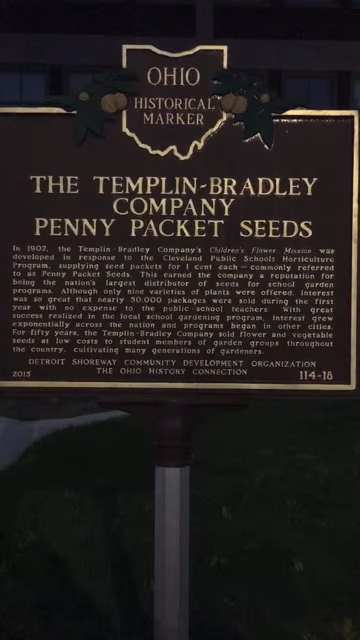 OHIO
HISTORICAL
MARKER
THE TEMPLIN-BRADLEY
COMPANY
PENNY PACKET SEEDS
In 1907, the Templin-Bradley Company's Children's Flower Mission was
developed in response to the Cleveland Public Schools Horticulture
Program, supplying seed packets for 1 cent each — commonly referred
to as Penny Packet Seeds. This earned the company a reputation for
being the nation's largest distributor of seeds for school garden
programs. Although only nine varieties of plants were offered, interest
was so great that nearly 50,000 packages were sold during the first
year with no expense to the public school teachers. With great
success realized in the local school gardening program, interest grew
exponentially across the nation and programs began in other cities.
For fifty years, the Templin-Bradley Company sold flower and vegetable
seeds at low costs to student members of garden groups throughout
the country, cultivating many generations of gardeners.
DETROIT SHOREWAY COMMUNITY DEVELOPMENT ORGANIZATION
THE OHIO HISTORY CONNECTION
2015
114-18